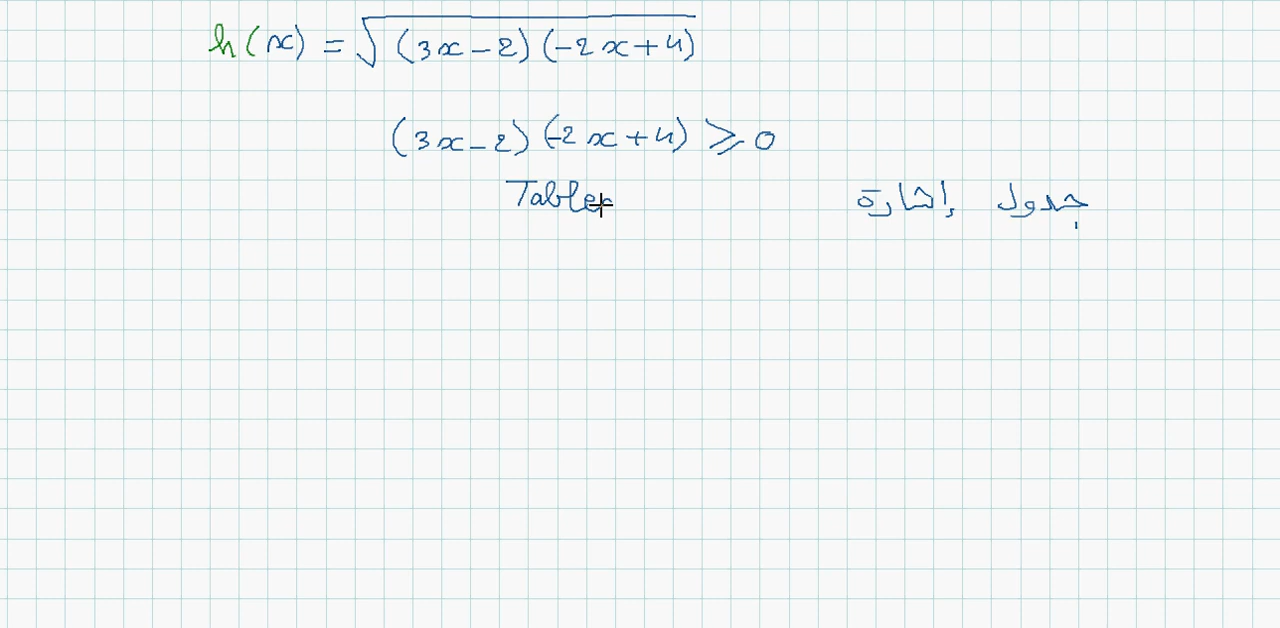 h(x) = √(3x-2)(-2x+4)
(3x-2)(-2x+4) ⩾ 0
Table
جدول إشارة